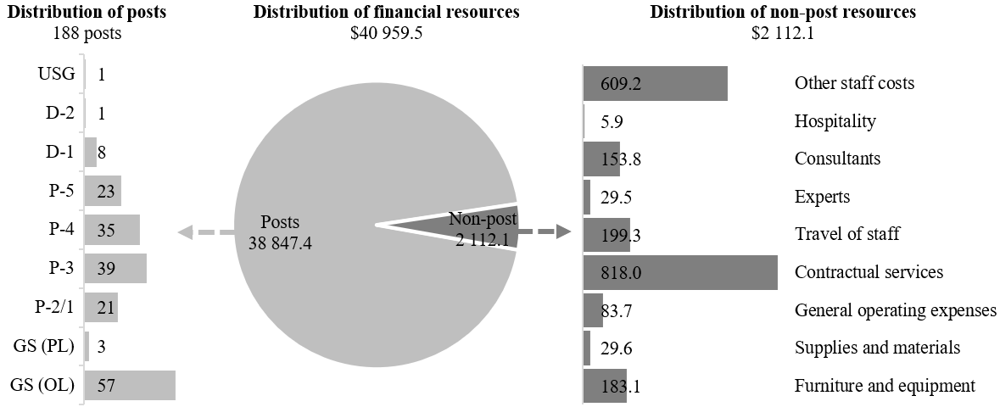 Distribution of posts
188 posts
USG 1
D-2 1
D-1 8
P-5 23
P-4 35
P-3 39
P-2/1 21
GS (PL) 3
GS (OL) 57
Distribution of financial resources
$40 959.5
Posts
38 847.4
Non-post
2 112.1
Distribution of non-post resources
$2 112.1
609.2 Other staff costs
5.9 Hospitality
153.8 Consultants
29.5 Experts
199.3 Travel of staff
818.0 Contractual services
83.7 General operating expenses
29.6 Supplies and materials
183.1 Furniture and equipment